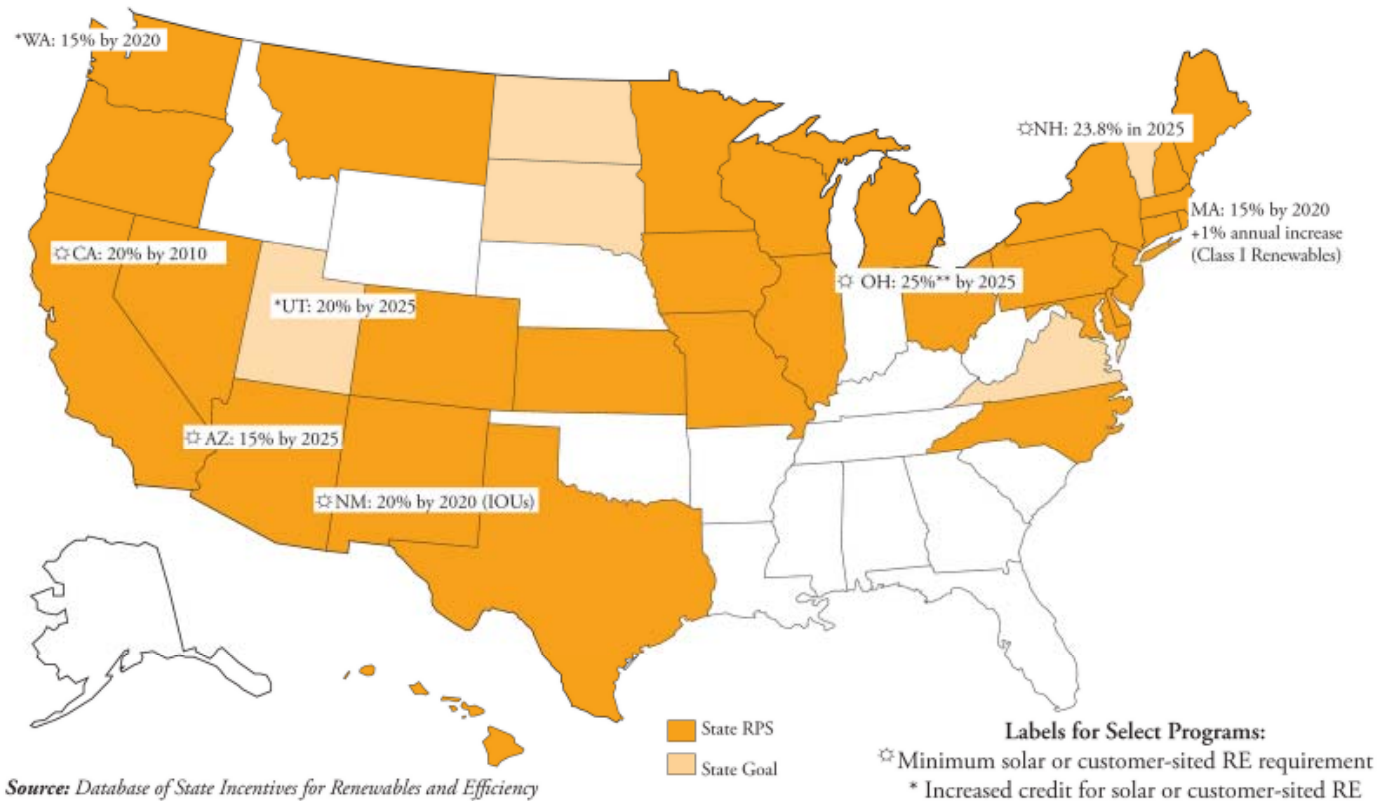 *WA: 15% by 2020
☼NH: 23.8% in 2025
MA: 15% by 2020
+1% annual increase
(Class I Renewables)
☼CA: 20% by 2010
☼ OH: 25%** by 2025
*UT: 20% by 2025
☼AZ: 15% by 2025
☼NM: 20% by 2020 (IOUs)
State RPS
State Goal
Labels for Select Programs:
☼Minimum solar or customer-sited RE requirement
* Increased credit for solar or customer-sited RE
Source: Database of State Incentives for Renewables and Efficiency